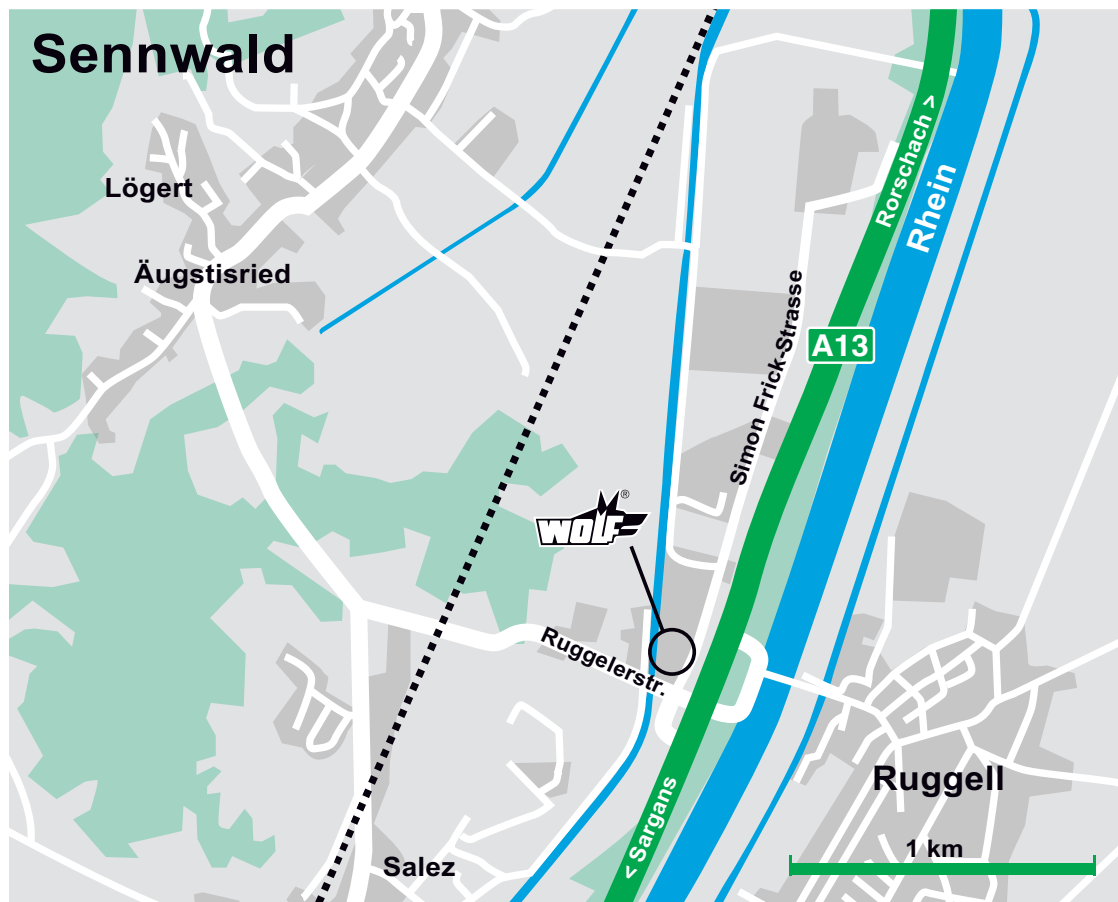 Sennwald
Lögert
Äugstisried
Rorschach >
Rhein
A13
Simon Frick-Strasse
WOLF®
Ruggelerstr.
Ruggell
< Sargans
1 km
Salez